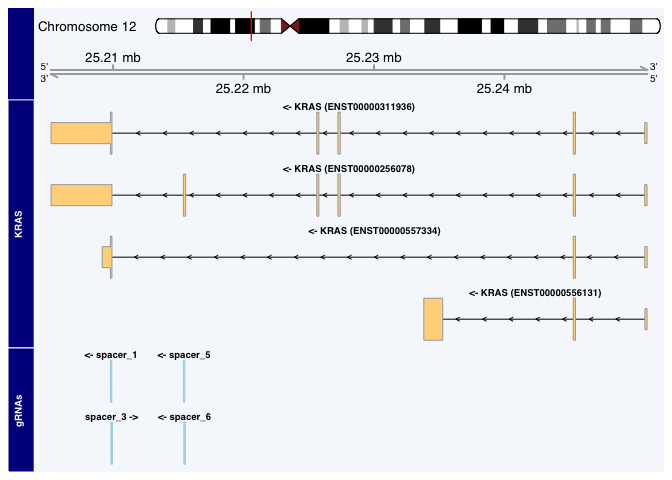 Chromosome 12
25.21 mb 25.23 mb
5' 3'
3' 5'
25.22 mb 25.24 mb
KRAS
<- KRAS (ENST00000311936)
<- KRAS (ENST00000256078)
<- KRAS (ENST00000557334)
<- KRAS (ENST00000556131)
gRNAs
<- spacer_1 <- spacer_5
spacer_3 -> <- spacer_6